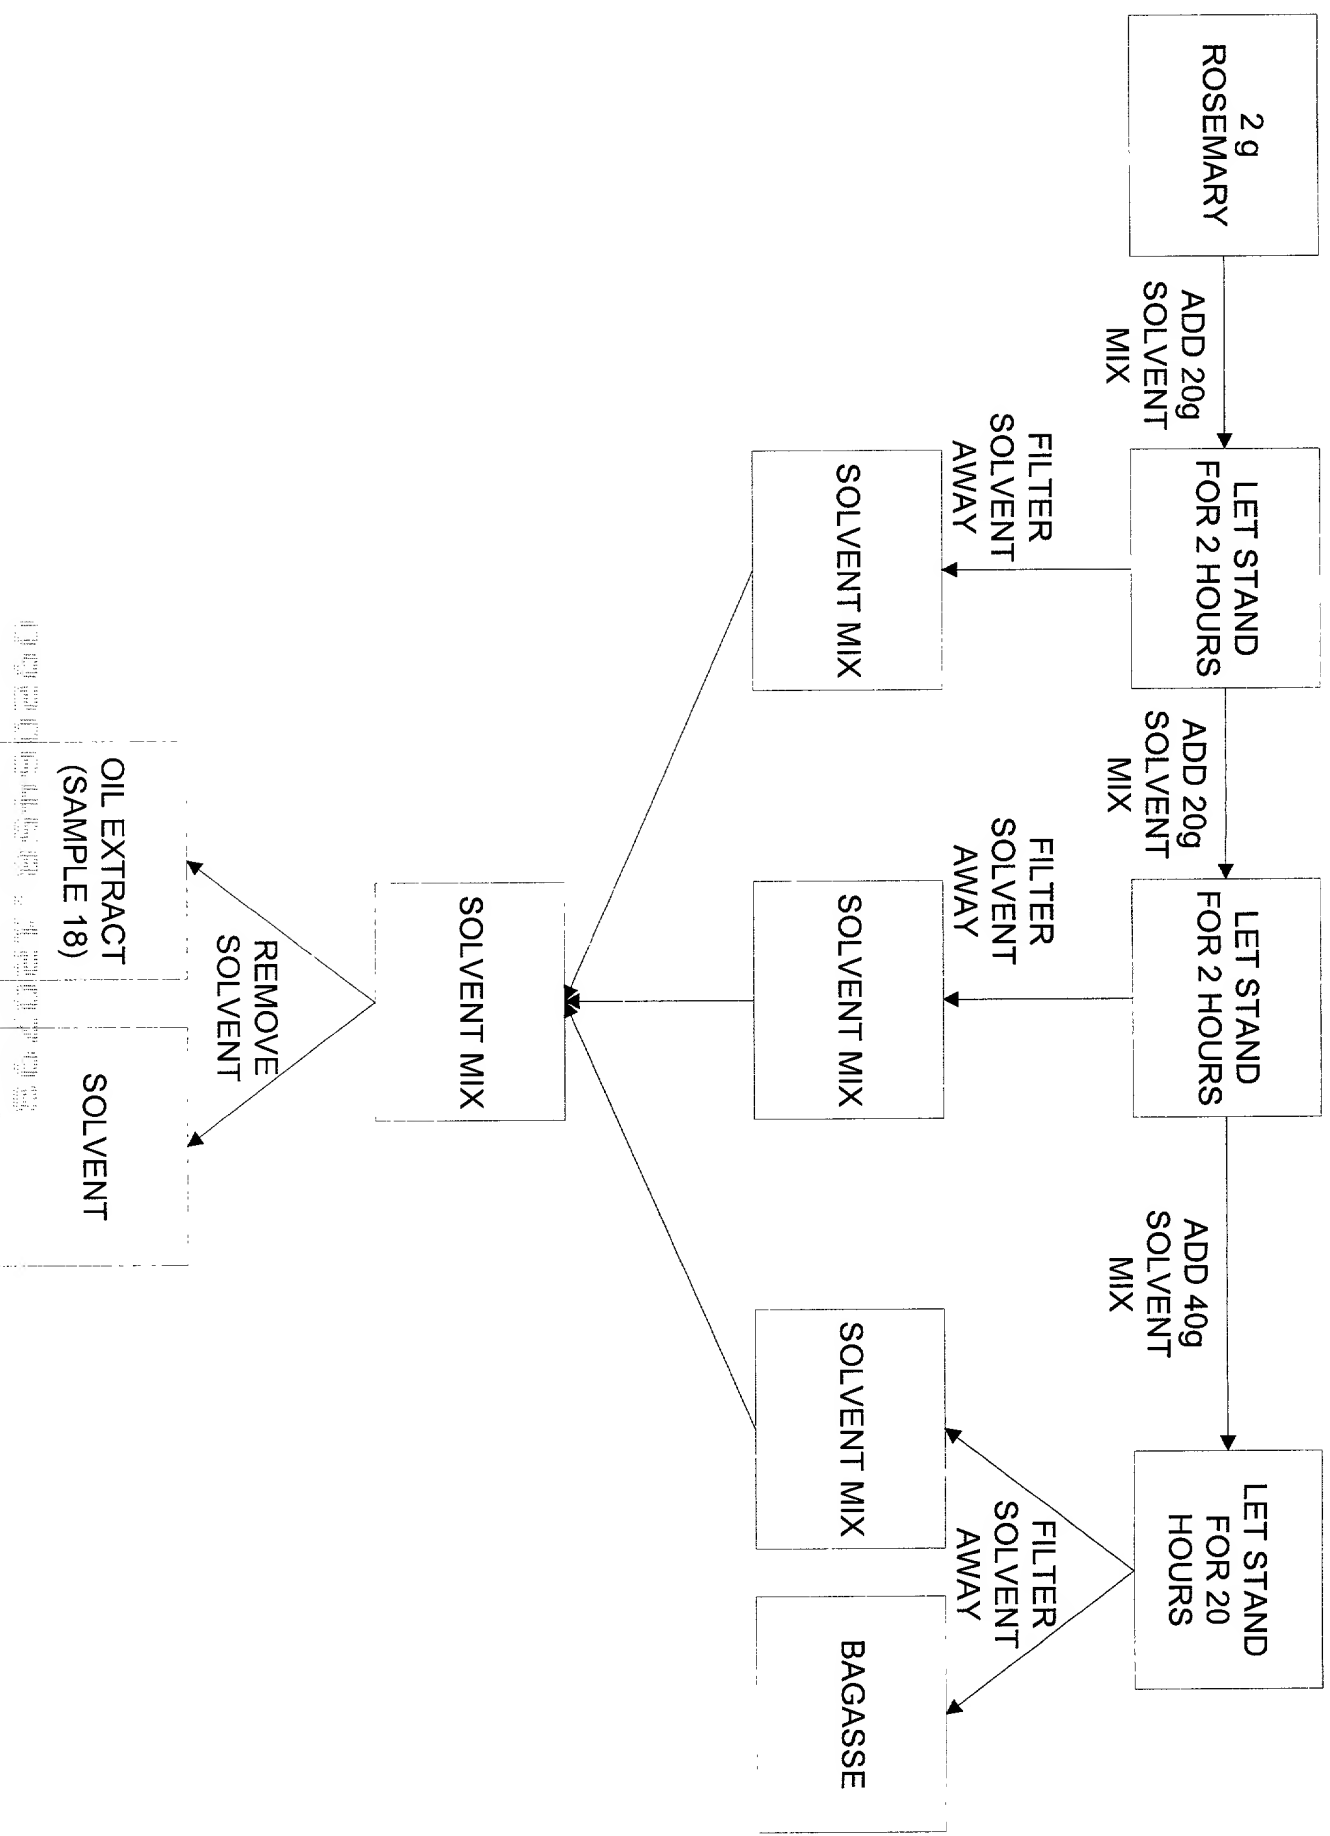 2 g
ROSEMARY
ADD 20g
SOLVENT
MIX
LET STAND
FOR 2 HOURS
ADD 20g
SOLVENT
MIX
LET STAND
FOR 2 HOURS
ADD 40g
SOLVENT
MIX
LET STAND
FOR 20
HOURS
FILTER
SOLVENT
AWAY
FILTER
SOLVENT
AWAY
FILTER
SOLVENT
AWAY
SOLVENT MIX
SOLVENT MIX
SOLVENT MIX
BAGASSE
SOLVENT MIX
REMOVE
SOLVENT
OIL EXTRACT
(SAMPLE 18)
SOLVENT